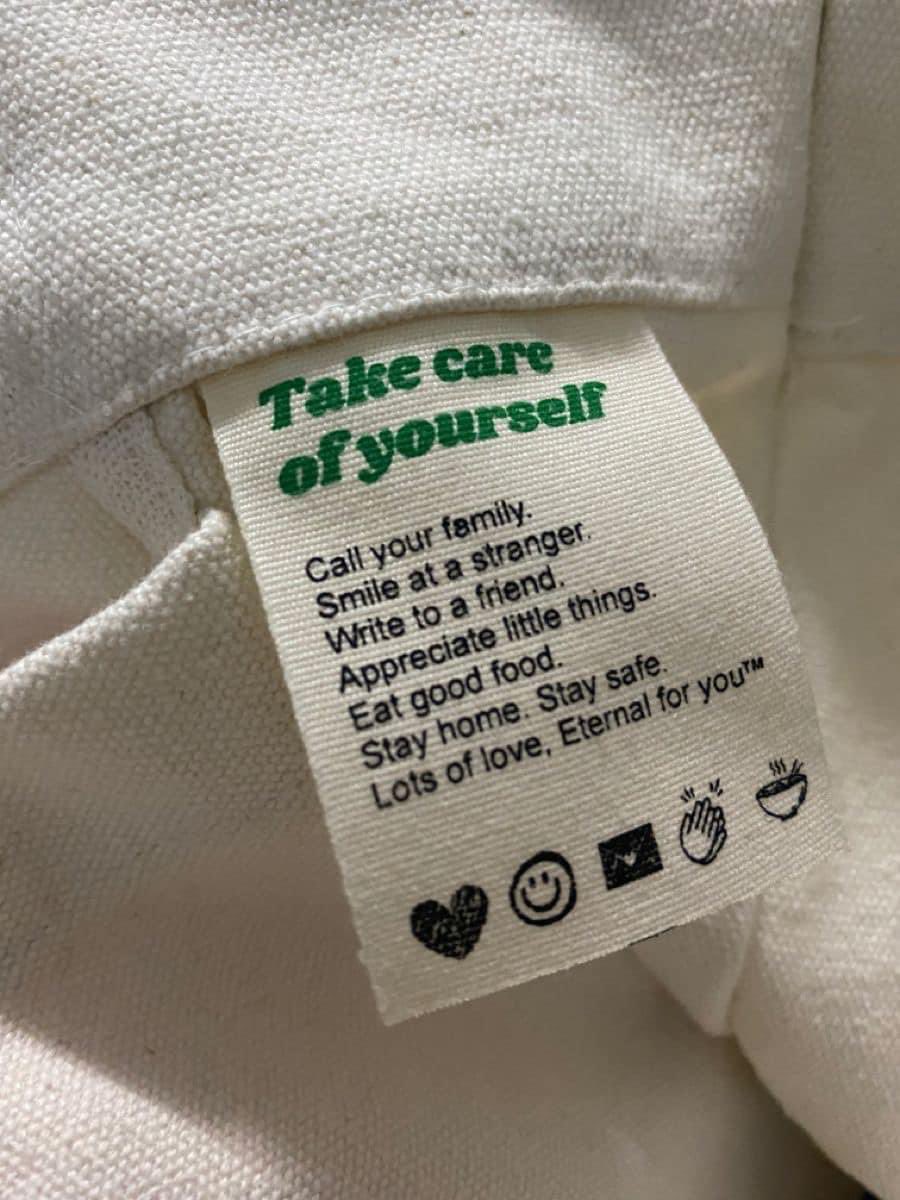 Take care
of yourself
Call your family.
Smile at a stranger.
Write to a friend.
Appreciate little things.
Eat good food.
Stay home. Stay safe.
Lots of love, Eternal for you™